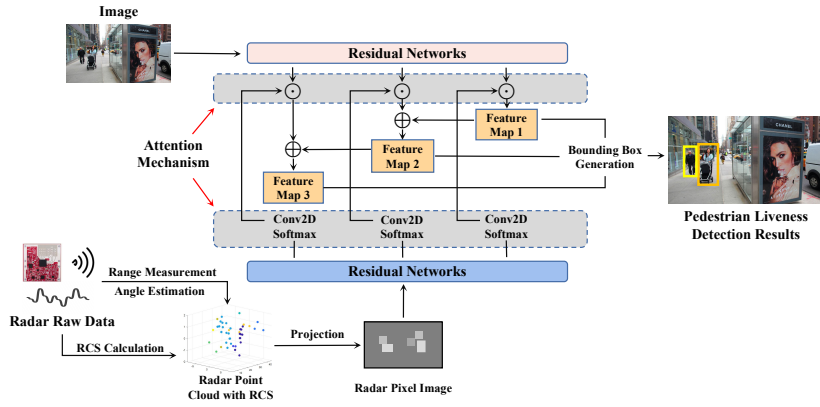 Image
Residual Networks
Attention
Mechanism
Feature
Map 1
Feature
Map 2
Feature
Map 3
Bounding Box
Generation
CHANEL
Pedestrian Liveness
Detection Results
Conv2D
Softmax
Conv2D
Softmax
Conv2D
Softmax
Residual Networks
Range Measurement
Angle Estimation
Radar Raw Data
RCS Calculation
Radar Point
Cloud with RCS
Projection
Radar Pixel Image